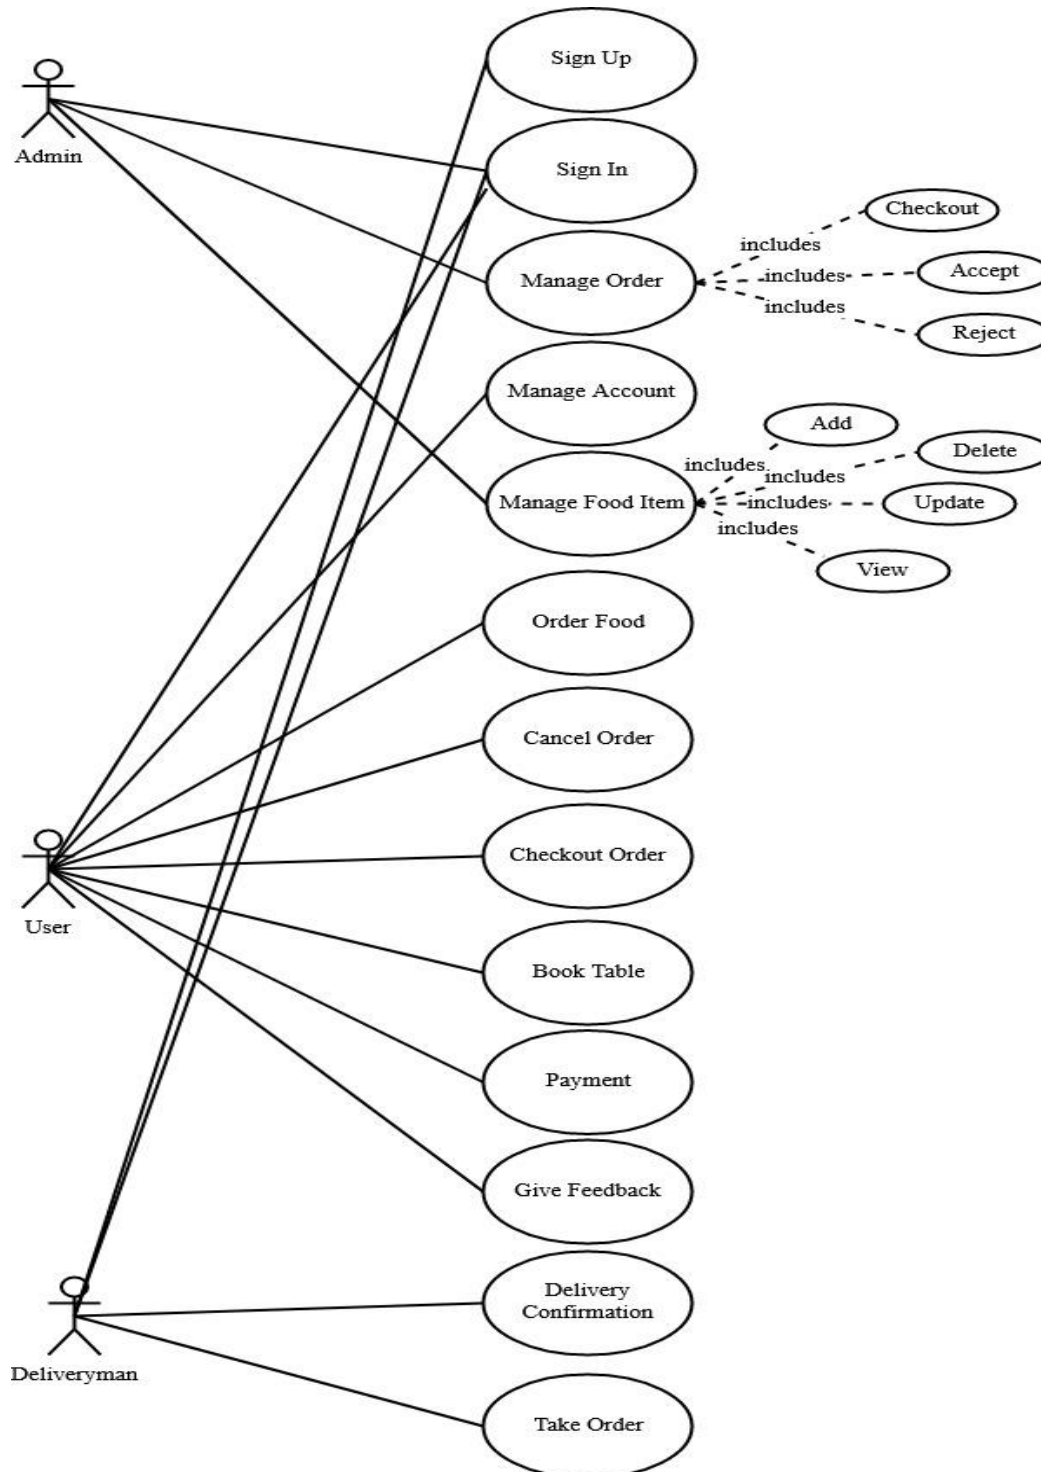 Sign Up
Admin
Sign In
Checkout
includes
Manage Order
includes
Accept
includes
Reject
Manage Account
Add
includes
Delete
includes
Manage Food Item
includes
Update
includes
View
Order Food
Cancel Order
Checkout Order
User
Book Table
Payment
Give Feedback
Delivery
Confirmation
Deliveryman
Take Order